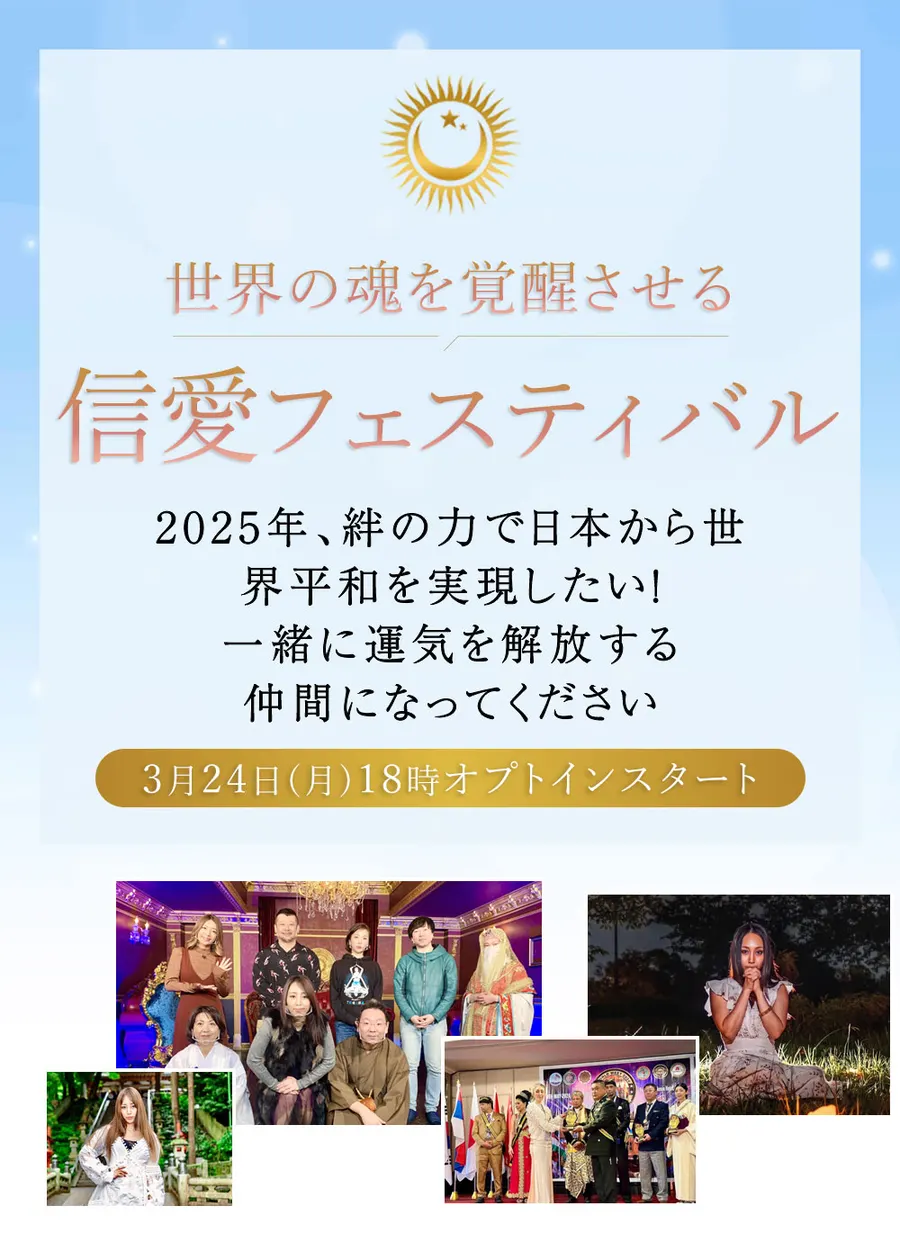 世界の魂を覚醒させる
信愛フェスティバル
2025年、絆の力で日本から世
界平和を実現したい!
一緒に運気を解放する
仲間になってください
3月24日(月)18時オプトインスタート